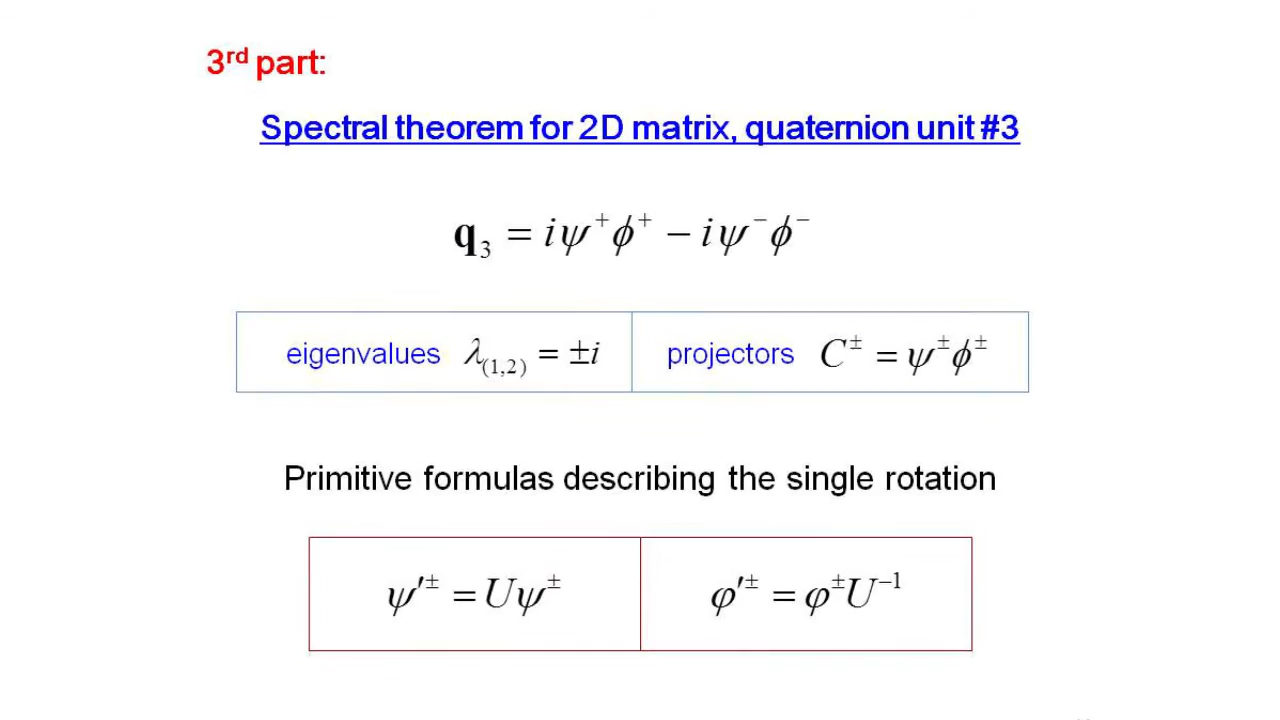 3rd part:
Spectral theorem for 2D matrix, quaternion unit #3
q₃ = iψ⁺ϕ⁺ − iψ⁻ϕ⁻
eigenvalues λ₍₁,₂₎ = ±i
projectors C^± = ψ^±ϕ^±
Primitive formulas describing the single rotation
ψ′^± = Uψ^±
φ′^± = φ^±U⁻¹